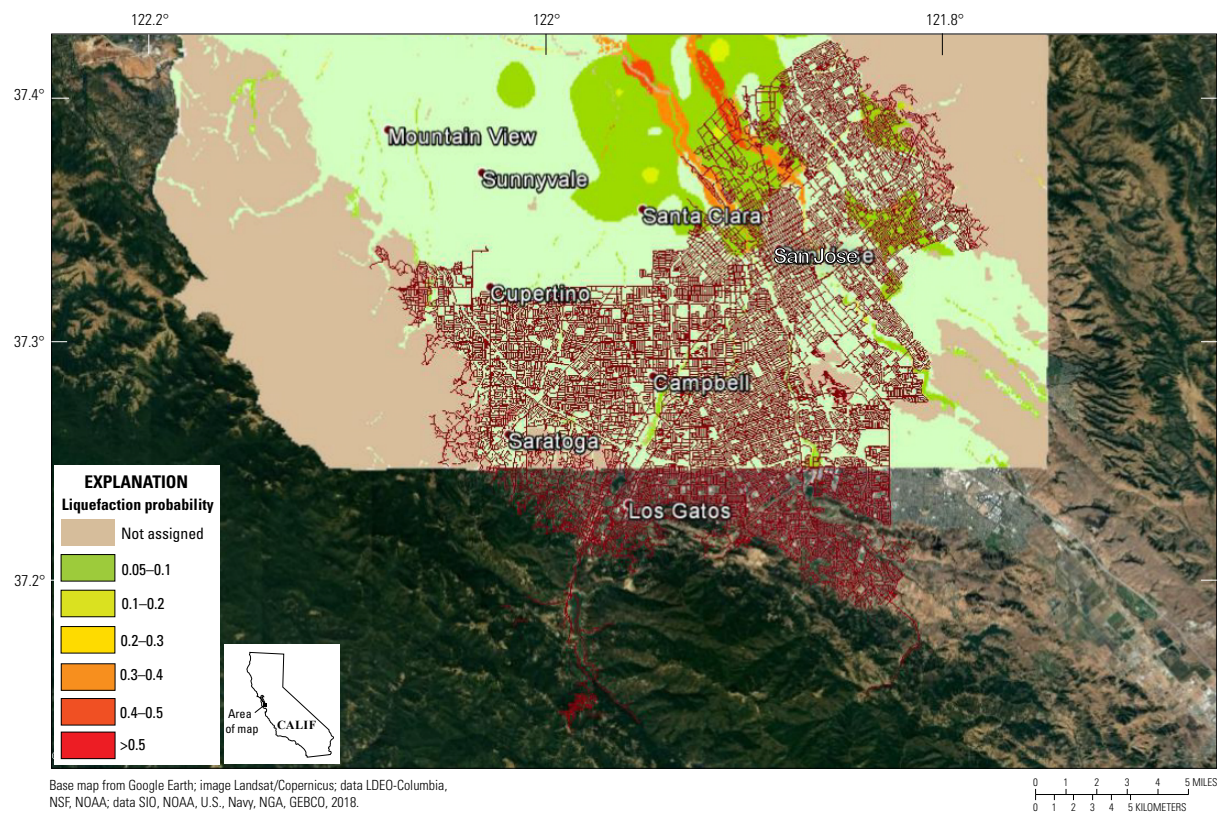 122.2°
122°
121.8°
37.4°
Mountain View
Sunnyvale
Santa Clara
San Jose
Cupertino
37.3°
Campbell
Saratoga
EXPLANATION
Liquefaction probability
Not assigned
Los Gatos
0.05–0.1
37.2°
0.1–0.2
0.2–0.3
0.3–0.4
0.4–0.5
>0.5
Area
of map
CALIF
Base map from Google Earth; image Landsat/Copernicus; data LDEO-Columbia,
NSF, NOAA; data SIO, NOAA, U.S., Navy, NGA, GEBCO, 2018.
0 1 2 3 4 5 MILES
0 1 2 3 4 5 KILOMETERS